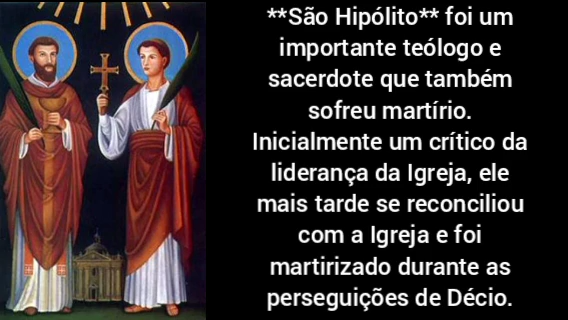 **São Hipólito** foi um
importante teólogo e
sacerdote que também
sofreu martírio.
Inicialmente um crítico da
liderança da Igreja, ele
mais tarde se reconciliou
com a Igreja e foi
martirizado durante as
perseguições de Décio.